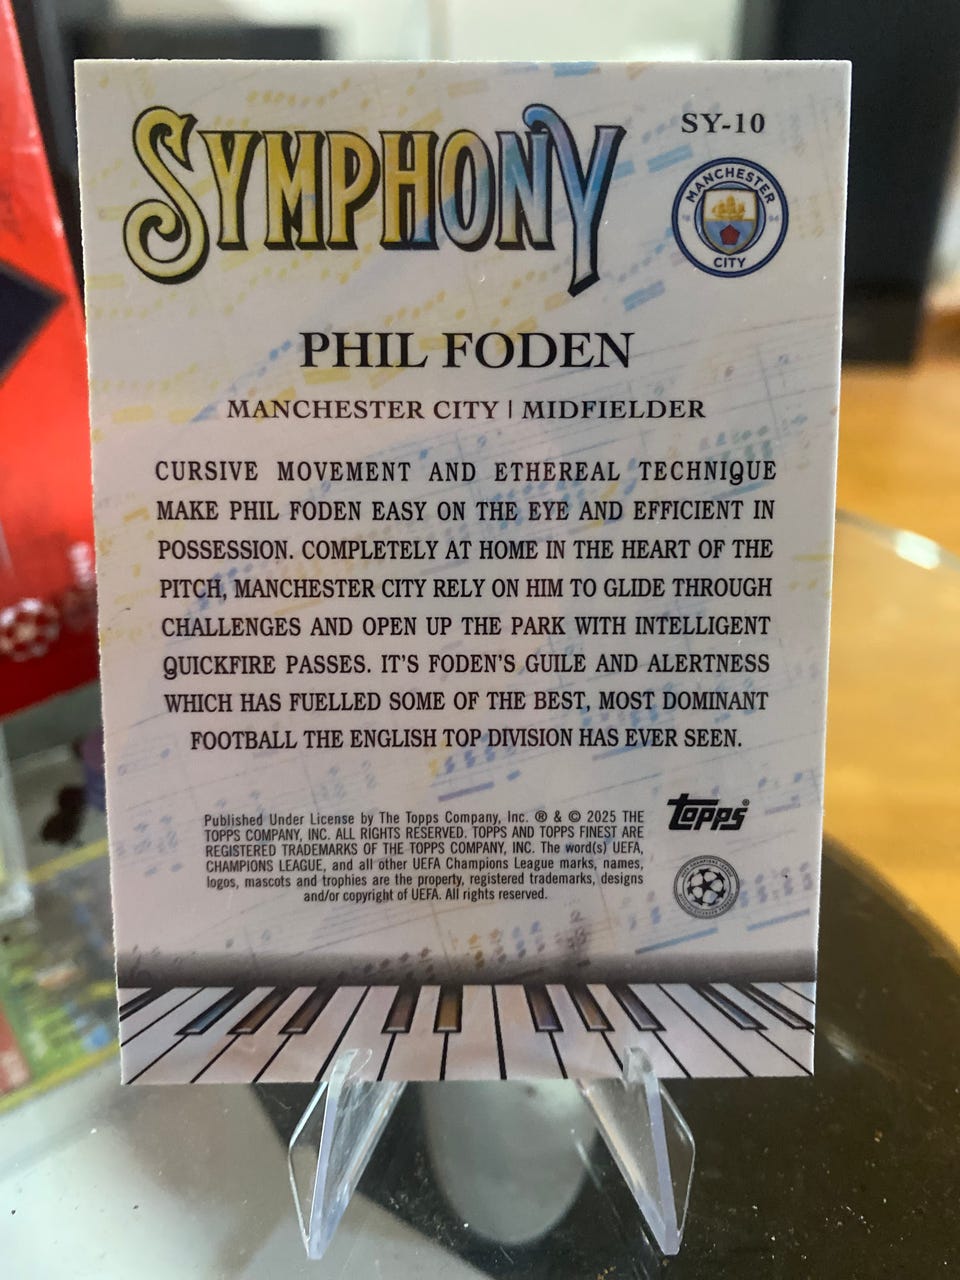 SYMPHONY
SY-10
MANCHESTER
18 94
CITY
PHIL FODEN
MANCHESTER CITY | MIDFIELDER
CURSIVE MOVEMENT AND ETHEREAL TECHNIQUE
MAKE PHIL FODEN EASY ON THE EYE AND EFFICIENT IN
POSSESSION. COMPLETELY AT HOME IN THE HEART OF THE
PITCH, MANCHESTER CITY RELY ON HIM TO GLIDE THROUGH
CHALLENGES AND OPEN UP THE PARK WITH INTELLIGENT
QUICKFIRE PASSES. IT'S FODEN'S GUILE AND ALERTNESS
WHICH HAS FUELLED SOME OF THE BEST, MOST DOMINANT
FOOTBALL THE ENGLISH TOP DIVISION HAS EVER SEEN.
Published Under License by The Topps Company, Inc. ® & © 2025 THE
TOPPS COMPANY, INC. ALL RIGHTS RESERVED. TOPPS AND TOPPS FINEST ARE
REGISTERED TRADEMARKS OF THE TOPPS COMPANY, INC. The word(s) UEFA,
CHAMPIONS LEAGUE, and all other UEFA Champions League marks, names,
logos, mascots and trophies are the property, registered trademarks, designs
and/or copyright of UEFA. All rights reserved.
Topps®